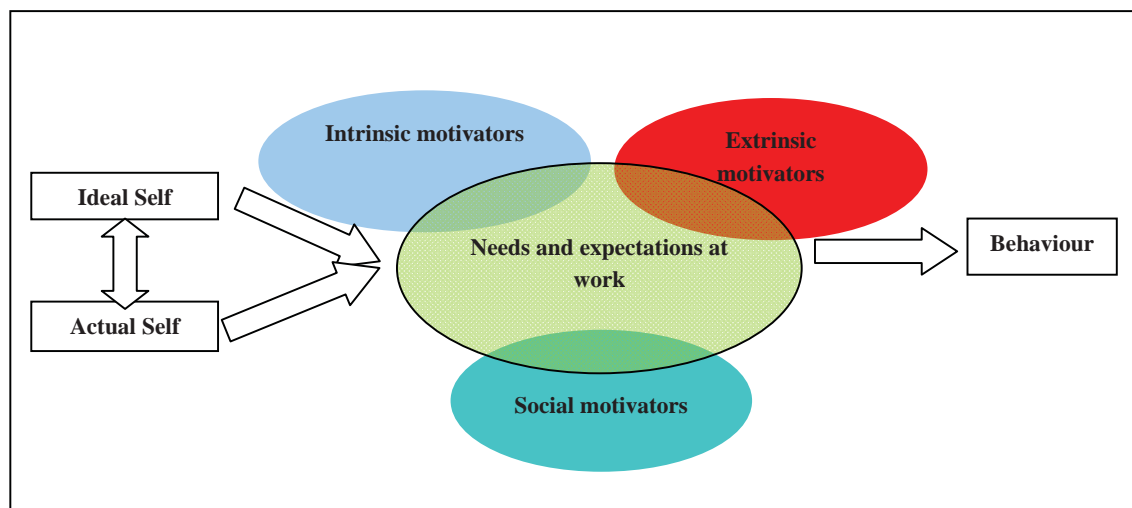 Intrinsic motivators
Extrinsic
motivators
Ideal Self
Needs and expectations at
work
Behaviour
Actual Self
Social motivators